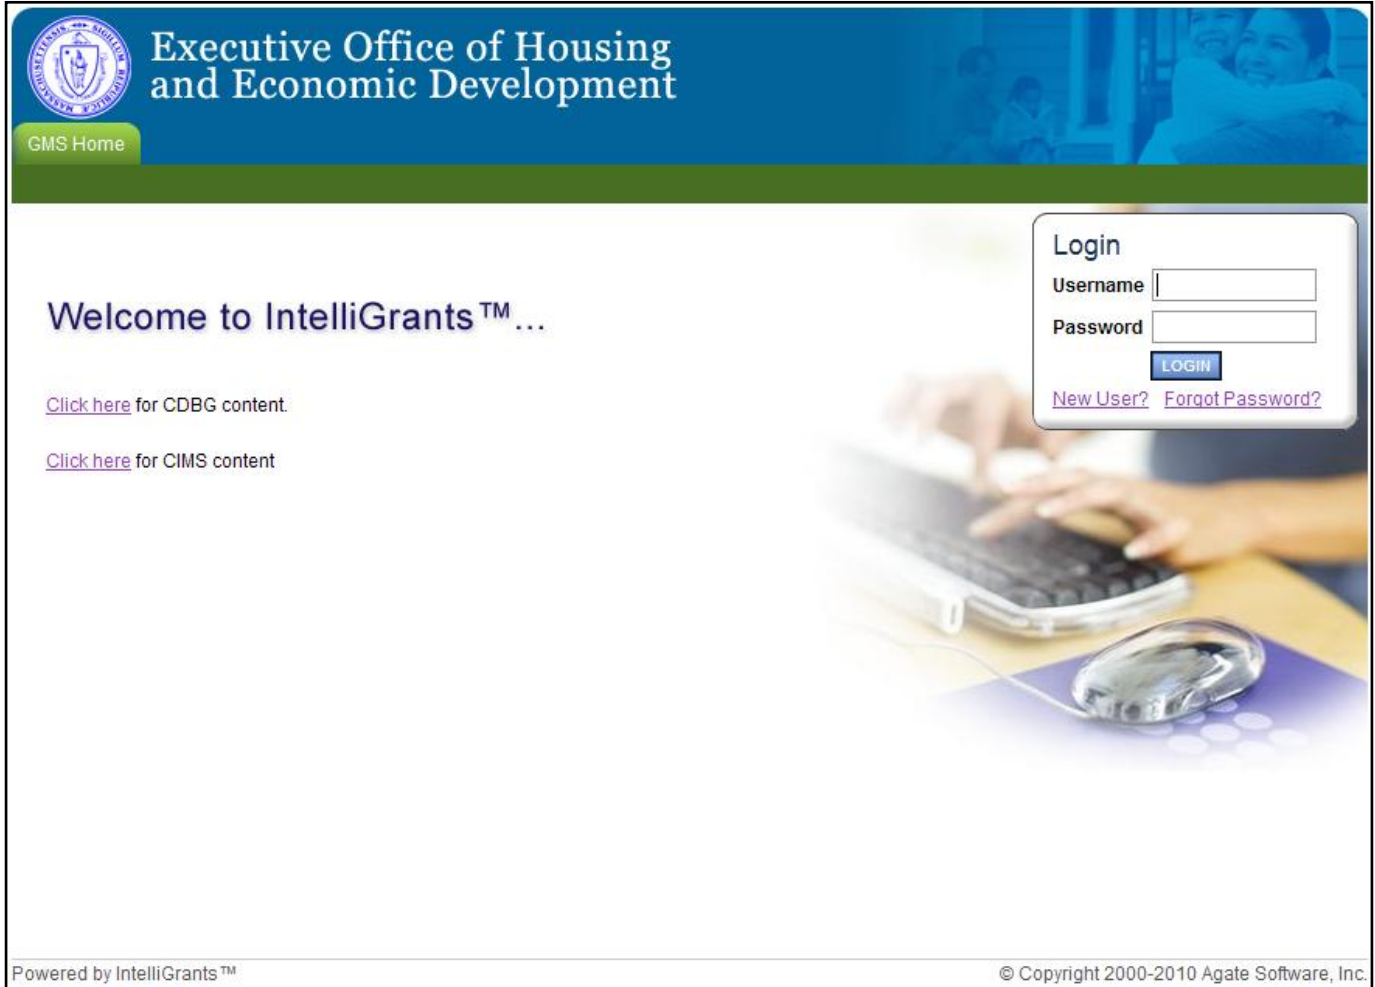 Executive Office of Housing
and Economic Development
GMS Home
Login
Username
Password
LOGIN
New User? Forgot Password?
Welcome to IntelliGrants™...
Click here for CDBG content.
Click here for CIMS content
Powered by IntelliGrants™
© Copyright 2000-2010 Agate Software, Inc.